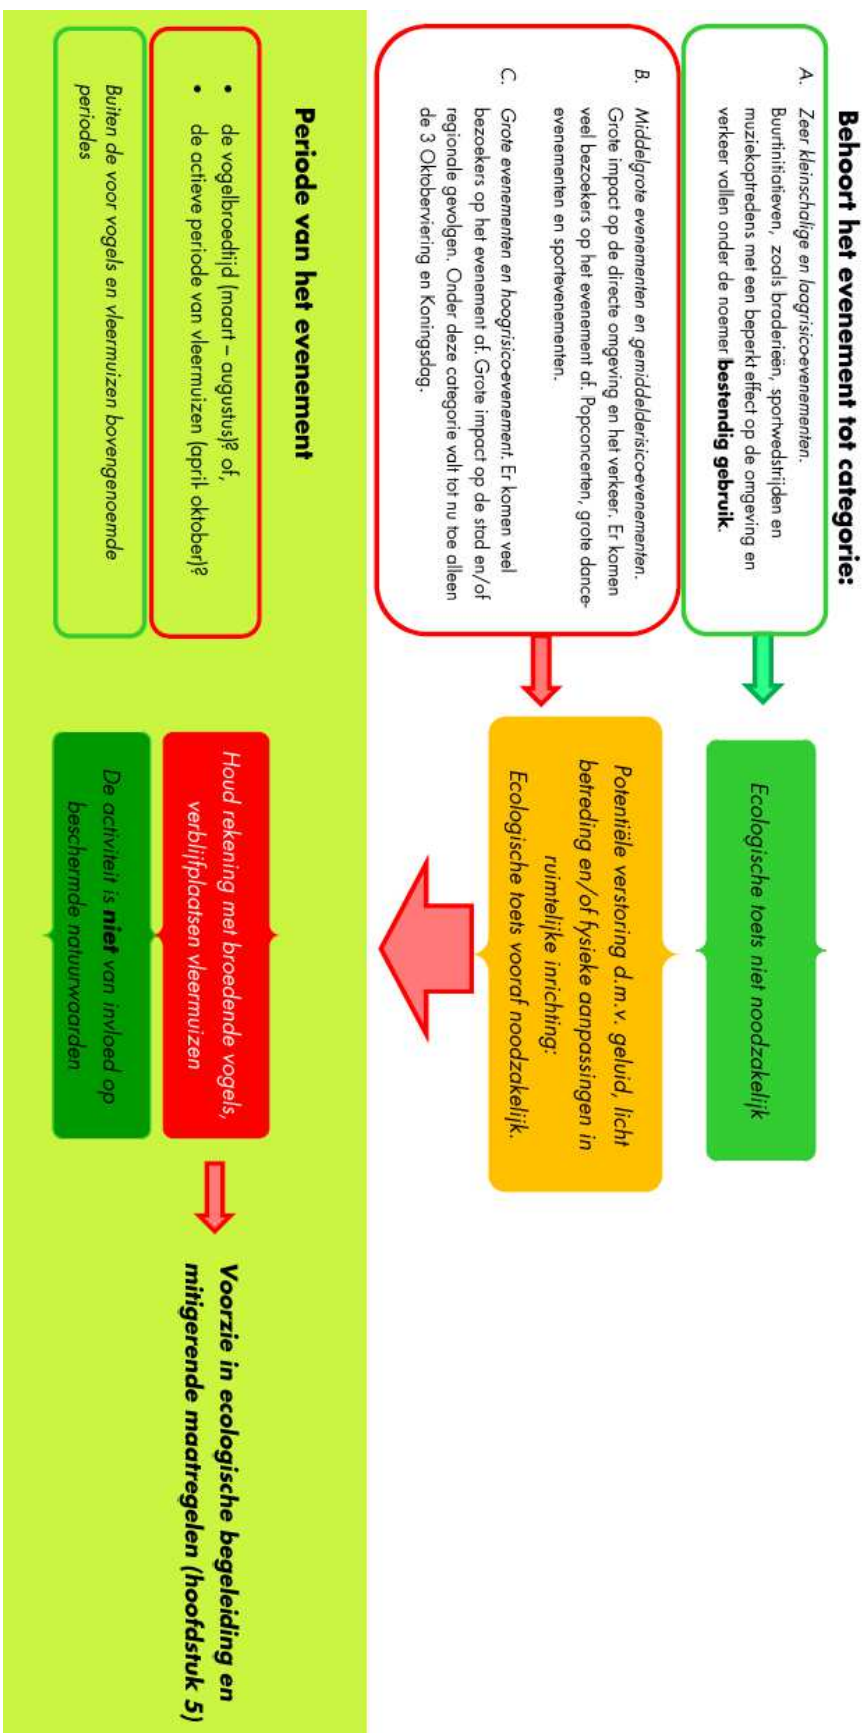 Behoort het evenement tot categorie:
A. Zeer kleinschalige en laagrisico-evenementen.
Buurtinitiatieven, zoals braderieën, sportwedstrijden en
muziekoptredens met een beperkt effect op de omgeving en
verkeer vallen onder de noemer bestendig gebruik.
Ecologische toets niet noodzakelijk
B. Middelgrote evenementen en gemiddelderisico-evenementen.
Grote impact op de directe omgeving en het verkeer. Er komen
veel bezoekers op het evenement af. Popconcerten, grote dance-
evenementen en sportevenementen.
C. Grote evenementen en hoogrisico-evenement. Er komen veel
bezoekers op het evenement af. Grote impact op de stad en/of
regionale gevolgen. Onder deze categorie valt tot nu toe alleen
de 3 Oktoberviering en Koningsdag.
Potentiële verstoring d.m.v. geluid, licht
betreding en/of fysieke aanpassingen in
ruimtelijke inrichting:
Ecologische toets vooraf noodzakelijk.
Periode van het evenement
• de vogelbroedtijd (maart – augustus)? of,
• de actieve periode van vleermuizen (april- oktober)?
Houd rekening met broedende vogels,
verblijfplaatsen vleermuizen
Voorzie in ecologische begeleiding en
mitigerende maatregelen (hoofdstuk 5)
Buiten de voor vogels en vleermuizen bovengenoemde
periodes
De activiteit is niet van invloed op
beschermde natuurwaarden